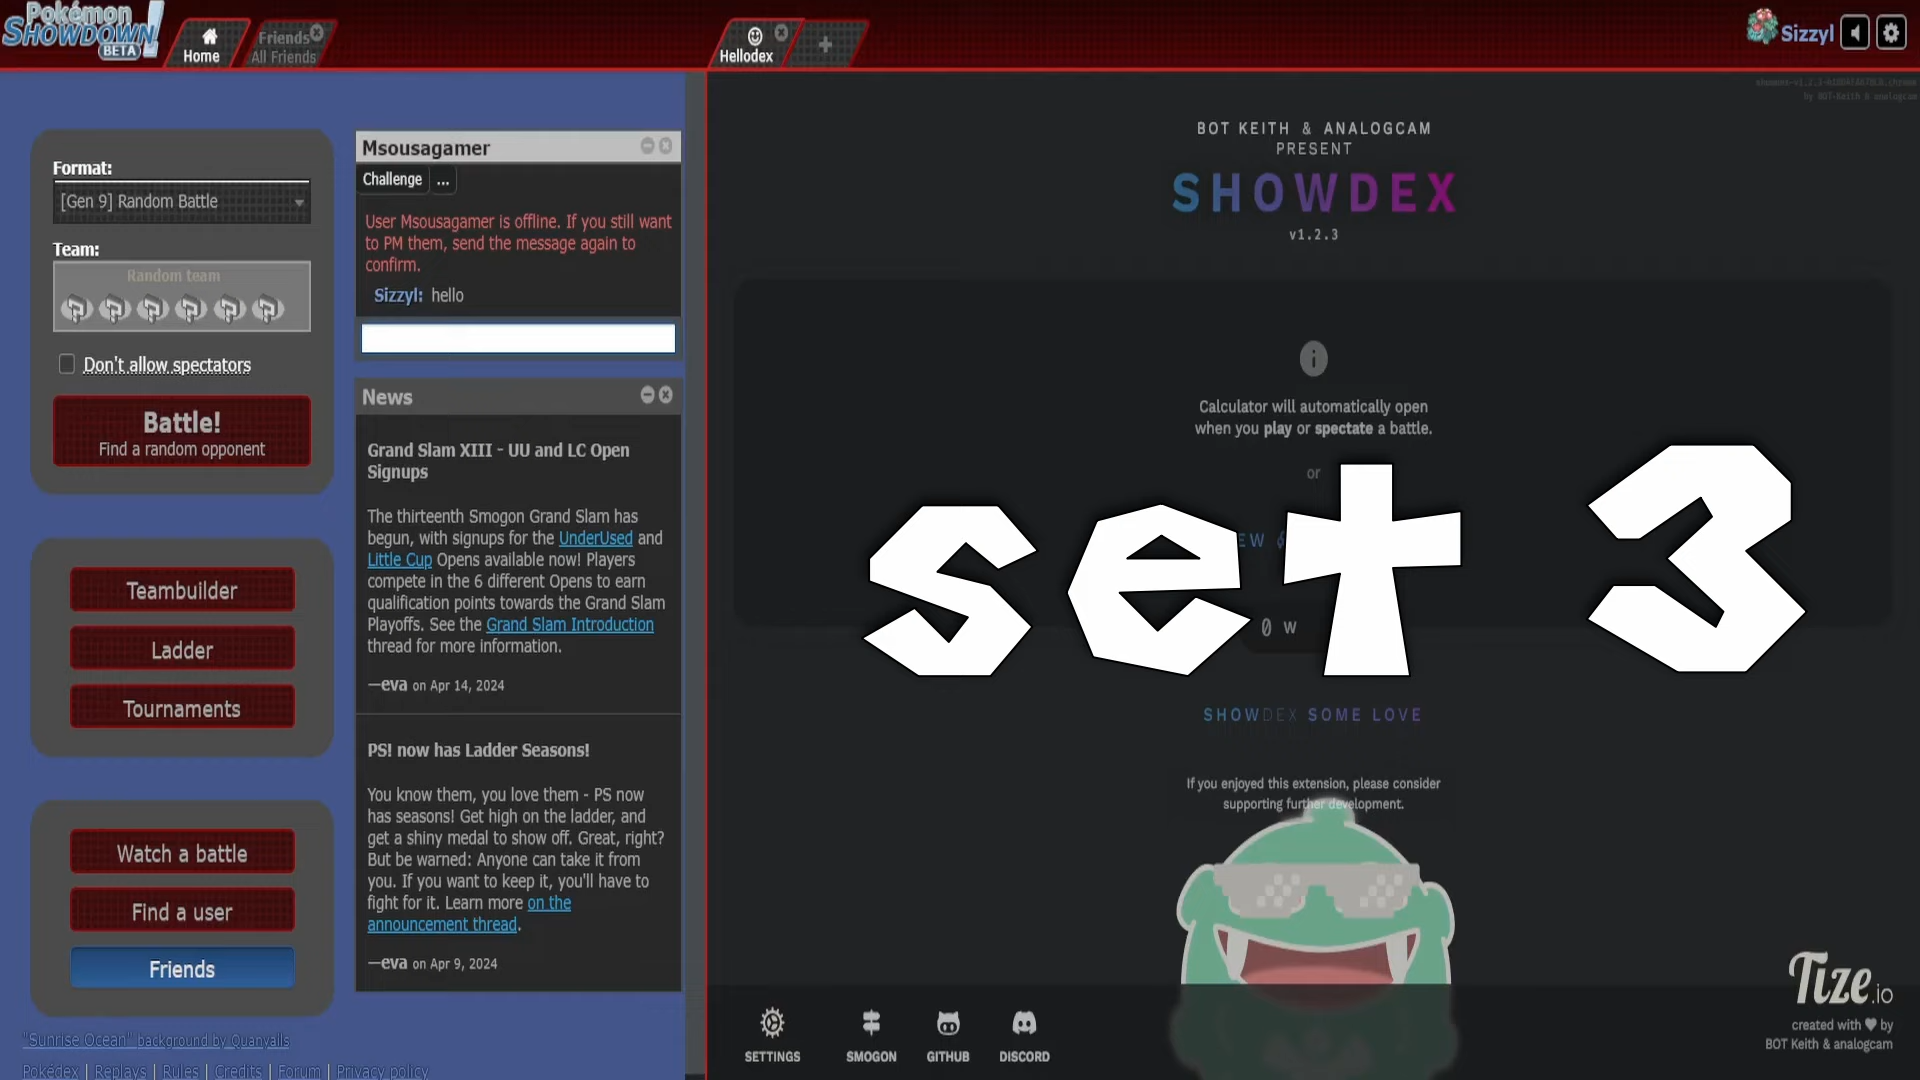 Pokémon
SHOWDOWN!
BETA
Home
Friends
All Friends
Hellodex
Sizzyl
Format:
[Gen 9] Random Battle
Team:
Random team
Don't allow spectators
Battle!
Find a random opponent
Teambuilder
Ladder
Tournaments
Watch a battle
Find a user
Friends
"Sunrise Ocean" background by Quanyails
Pokédex | Replays | Rules | Credits | Forum | Privacy policy
Msousagamer
Challenge ...
User Msousagamer is offline. If you still want
to PM them, send the message again to
confirm.
Sizzyl: hello
News
Grand Slam XIII - UU and LC Open
Signups
The thirteenth Smogon Grand Slam has
begun, with signups for the UnderUsed and
Little Cup Opens available now! Players
compete in the 6 different Opens to earn
qualification points towards the Grand Slam
Playoffs. See the Grand Slam Introduction
thread for more information.
—eva on Apr 14, 2024
PS! now has Ladder Seasons!
You know them, you love them - PS now
has seasons! Get high on the ladder, and
get a shiny medal to show off. Great, right?
But be warned: Anyone can take it from
you. If you want to keep it, you'll have to
fight for it. Learn more on the
announcement thread.
—eva on Apr 9, 2024
by BOT Keith & analogcam
BOT KEITH & ANALOGCAM
PRESENT
SHOWDEX
v1.2.3
Calculator will automatically open
when you play or spectate a battle.
or
set 3
0 W
SHOWDEX SOME LOVE
If you enjoyed this extension, please consider
supporting further development.
SETTINGS
SMOGON
GITHUB
DISCORD
Tize.io
created with ♥ by
BOT Keith & analogcam